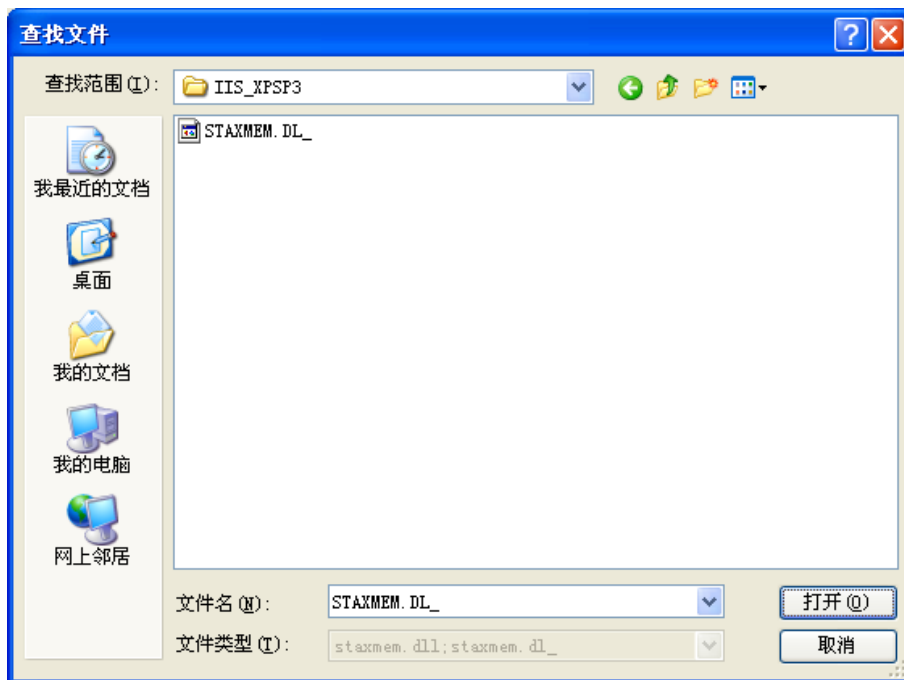 查找文件
查找范围(I):
IIS_XPSP3
STAXMEM.DL_
我最近的文档
桌面
我的文档
我的电脑
网上邻居
文件名(N):
STAXMEM.DL_
打开(O)
文件类型(T):
staxmem.dll;staxmem.dl_
取消